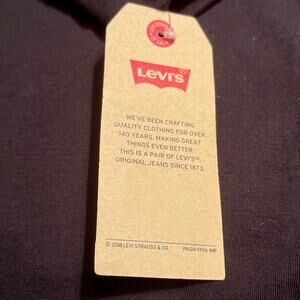 LEVI'S
WE'VE BEEN CRAFTING
QUALITY CLOTHING FOR OVER
140 YEARS, MAKING GREAT
THINGS EVEN BETTER.
THIS IS A PAIR OF LEVI'S™
ORIGINAL JEANS SINCE 1873.
© 2018 LEVI STRAUSS & CO.